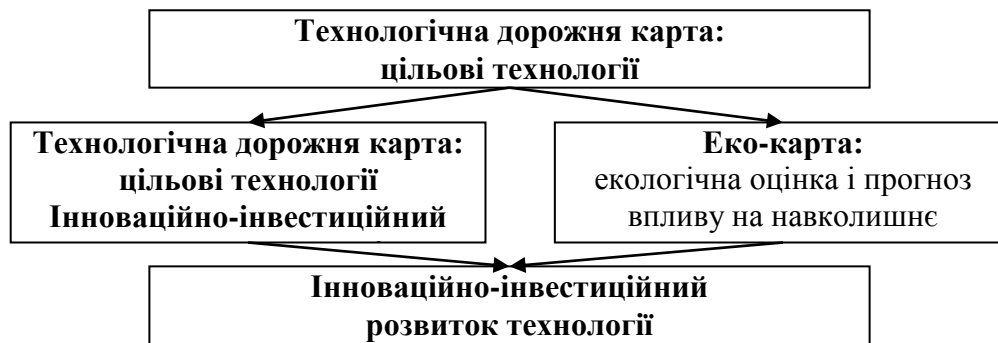 Технологічна дорожня карта:
цільові технології
Технологічна дорожня карта:
цільові технології
Інноваційно-інвестиційний
Еко-карта:
екологічна оцінка і прогноз
впливу на навколишнє
Інноваційно-інвестиційний
розвиток технології